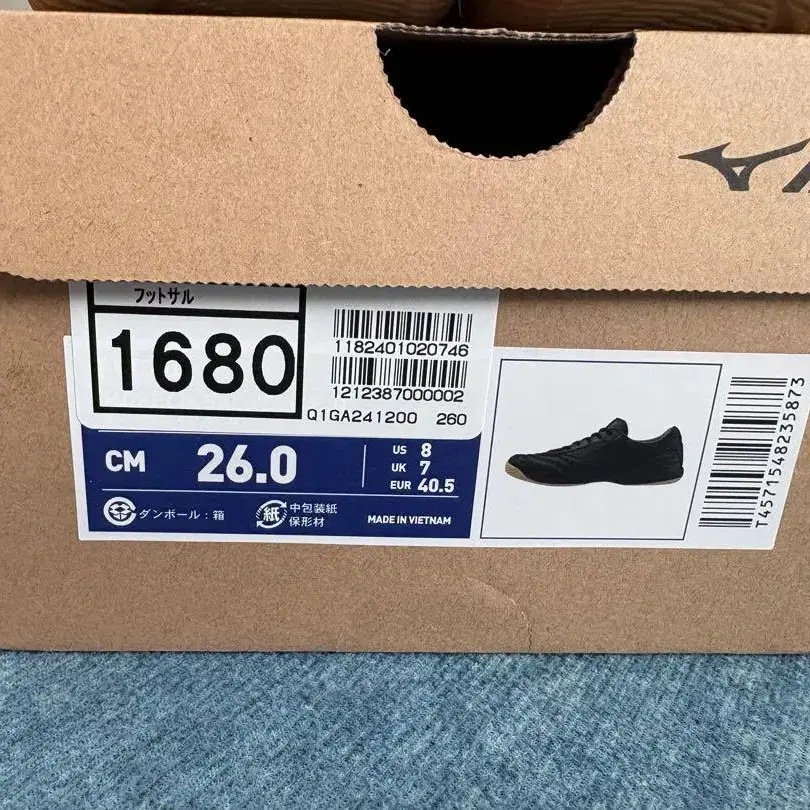 フットサル
1680
1182401020746
1212387000002
Q1GA241200 260
CM 26.0
US 8
UK 7
EUR 40.5
ダンボール：箱
紙 中包装紙
保形材
MADE IN VIETNAM
T4571548235873